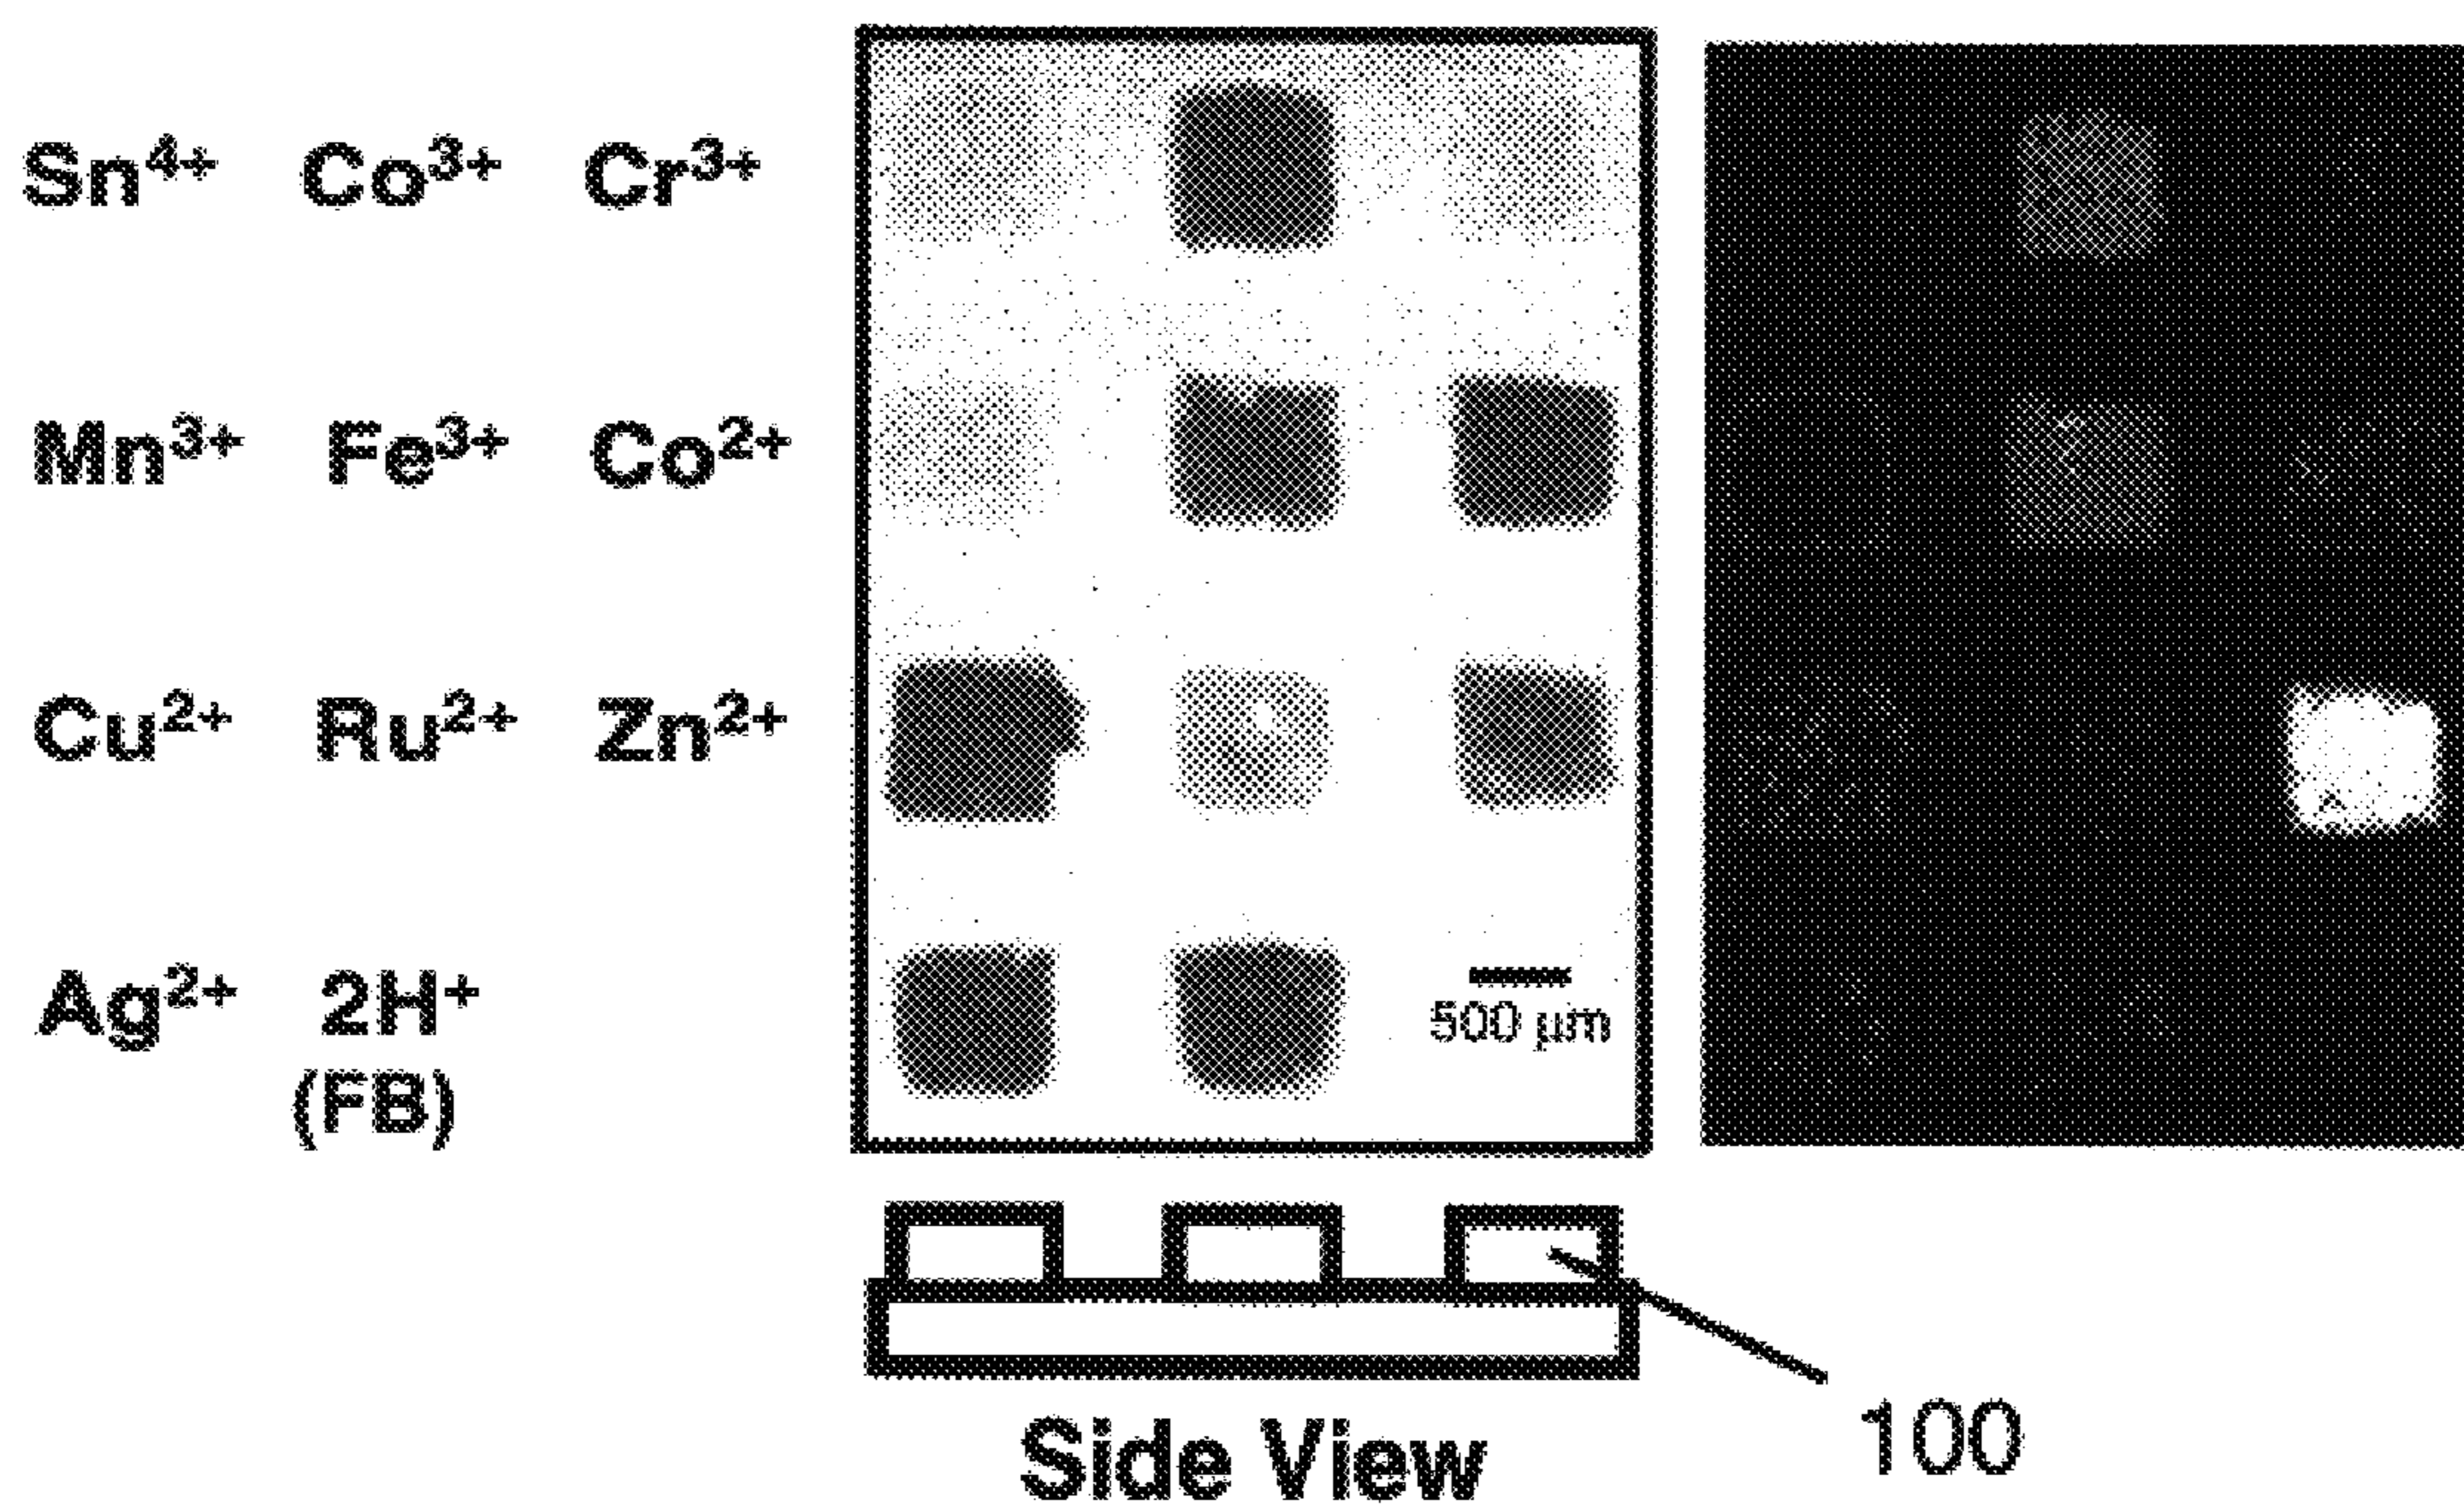 Sn⁴⁺ Co³⁺ Cr³⁺
Mn³⁺ Fe³⁺ Co²⁺
Cu²⁺ Ru²⁺ Zn²⁺
Ag²⁺ 2H⁺
(FB)
500 µm
Side View
100